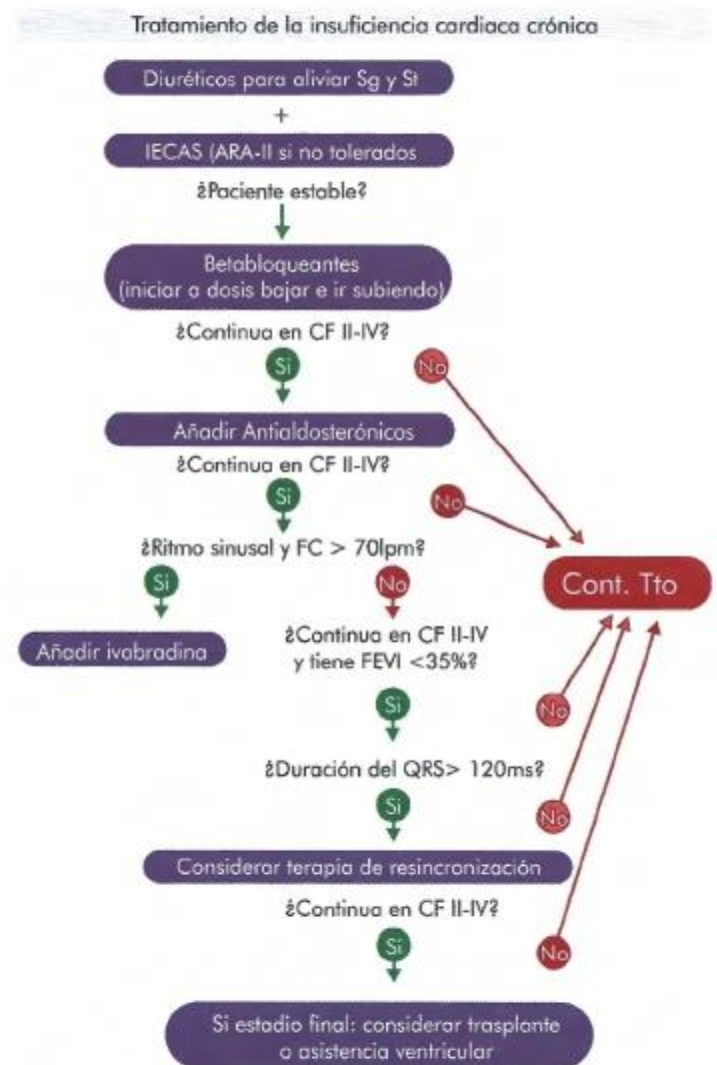 Tratamiento de la insuficiencia cardiaca crónica
Diuréticos para aliviar Sg y St
+
IECAS (ARA-II si no tolerados
¿Paciente estable?
Betabloqueantes
(iniciar a dosis bajar e ir subiendo)
¿Continua en CF II-IV?
Si
No
Añadir Antialdosterónicos
¿Continua en CF II-IV?
Si
No
¿Ritmo sinusal y FC > 70lpm?
Si
No
Cont. Tto
Añadir ivabradina
¿Continua en CF II-IV
y tiene FEVI <35%?
Si
No
¿Duración del QRS> 120ms?
Si
No
Considerar terapia de resincronización
¿Continua en CF II-IV?
Si
No
Si estadio final: considerar trasplante
o asistencia ventricular